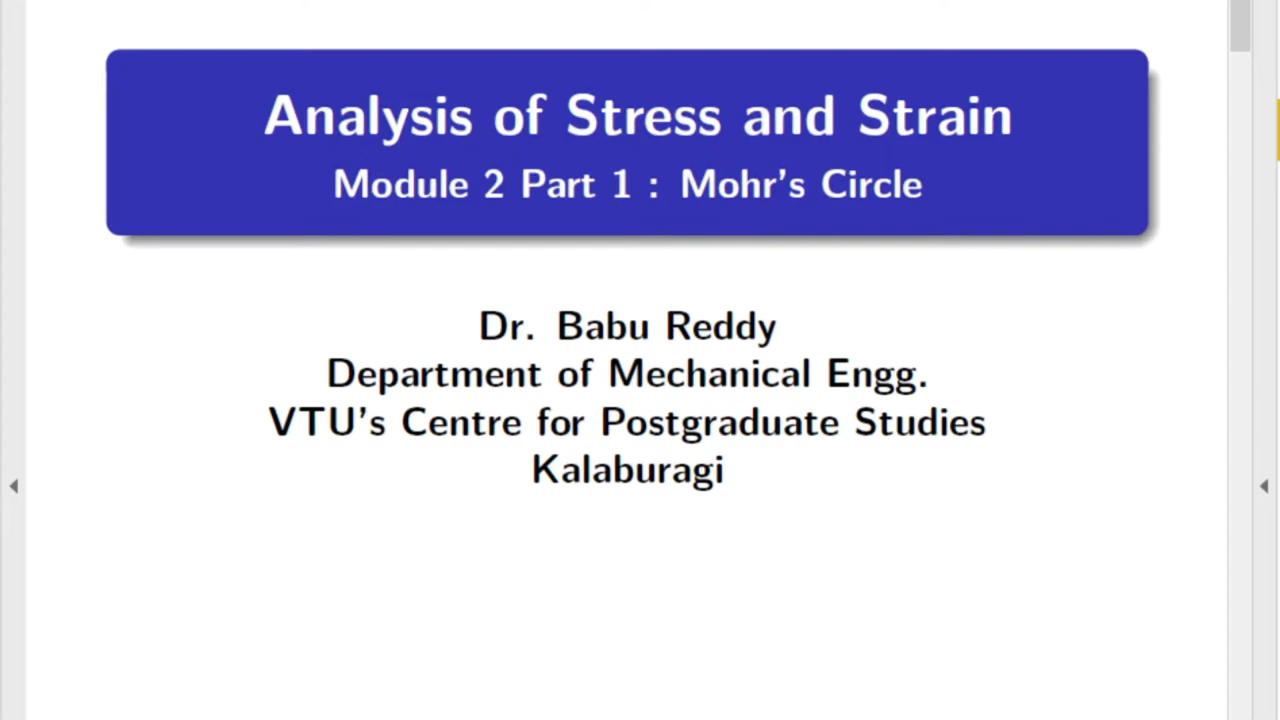 Analysis of Stress and Strain
Module 2 Part 1 : Mohr's Circle
Dr. Babu Reddy
Department of Mechanical Engg.
VTU's Centre for Postgraduate Studies
Kalaburagi